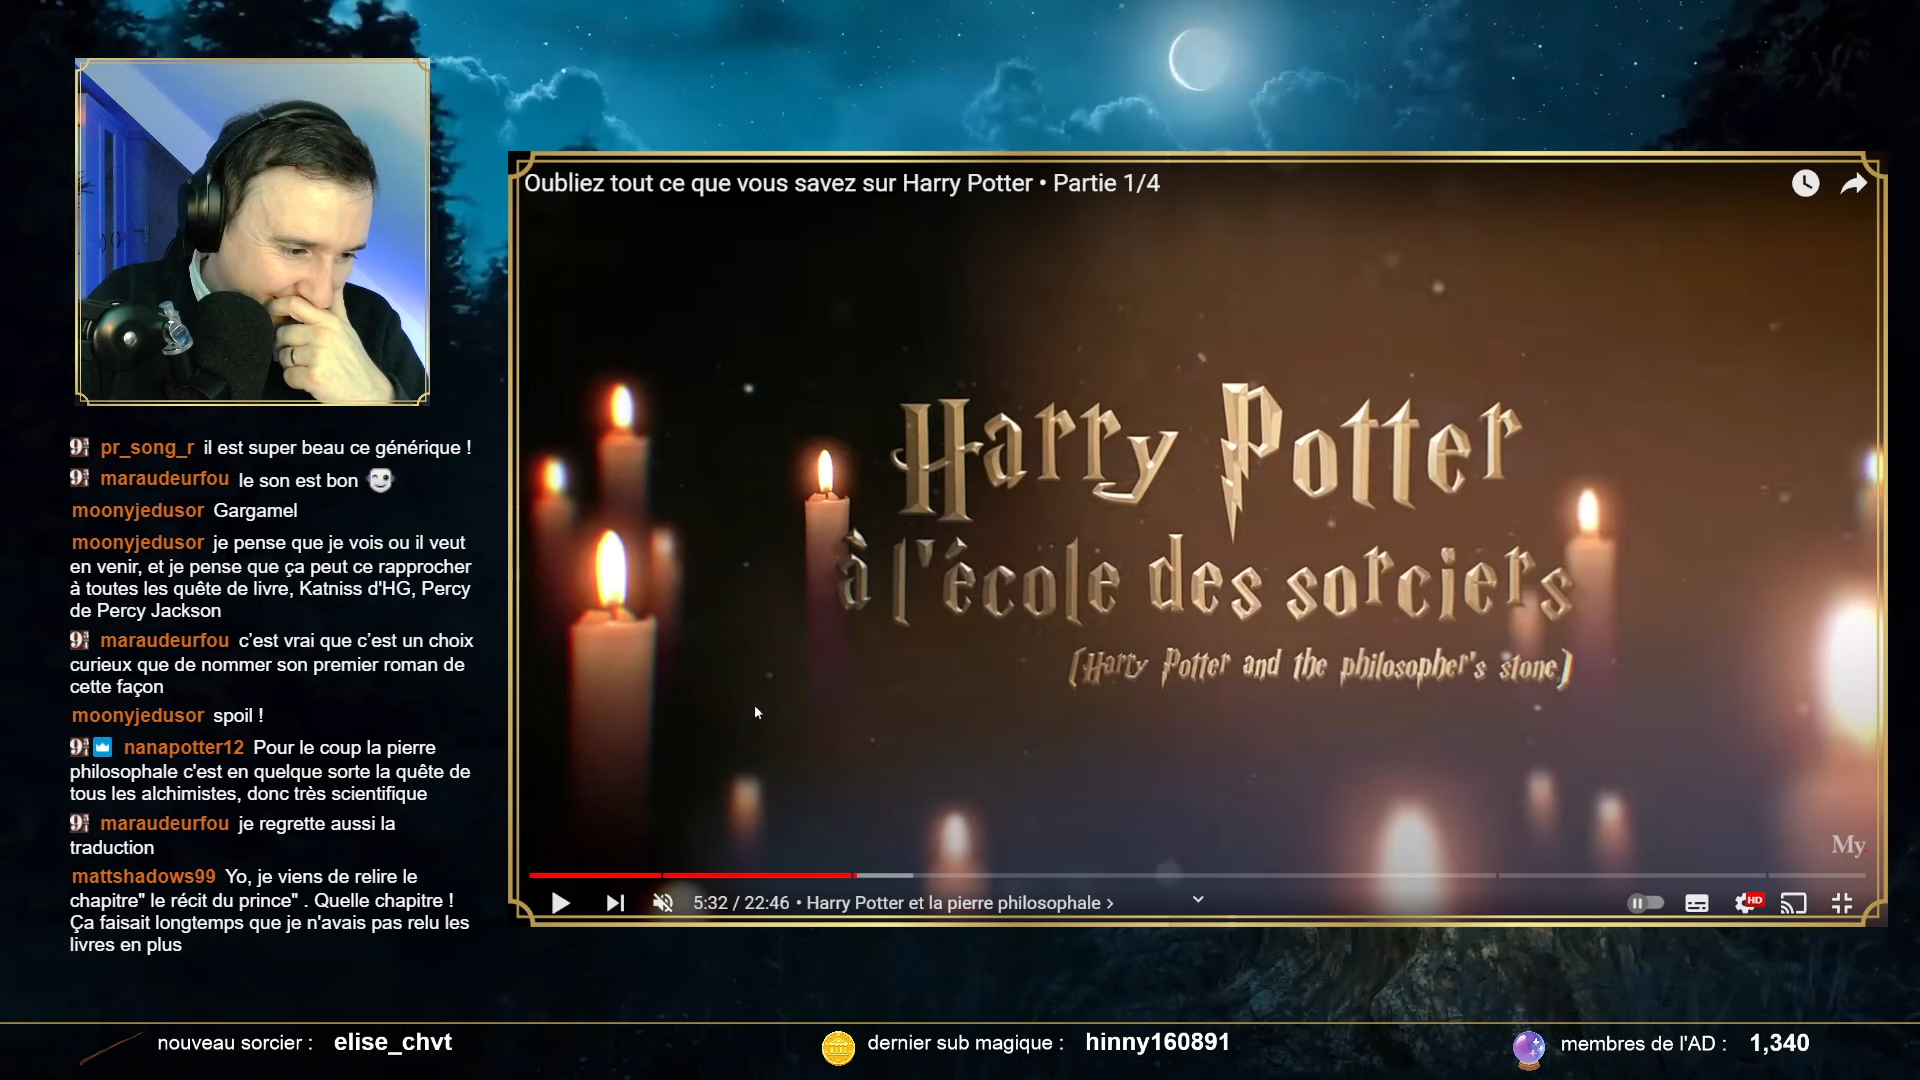 Oubliez tout ce que vous savez sur Harry Potter • Partie 1/4
Harry Potter
à l'école des sorciers
(Harry Potter and the philosopher's stone)
My.
5:32 / 22:46 • Harry Potter et la pierre philosophale
HD
pr_song_r il est super beau ce générique !
maraudeurfou le son est bon
moonyjedusor Gargamel
moonyjedusor je pense que je vois ou il veut
en venir, et je pense que ça peut ce rapprocher
à toutes les quête de livre, Katniss d'HG, Percy
de Percy Jackson
maraudeurfou c’est vrai que c’est un choix
curieux que de nommer son premier roman de
cette façon
moonyjedusor spoil !
nanapotter12 Pour le coup la pierre
philosophale c'est en quelque sorte la quête de
tous les alchimistes, donc très scientifique
maraudeurfou je regrette aussi la
traduction
mattshadows99 Yo, je viens de relire le
chapitre" le récit du prince" . Quelle chapitre !
Ça faisait longtemps que je n'avais pas relu les
livres en plus
nouveau sorcier : elise_chvt
dernier sub magique : hinny160891
membres de l'AD : 1,340